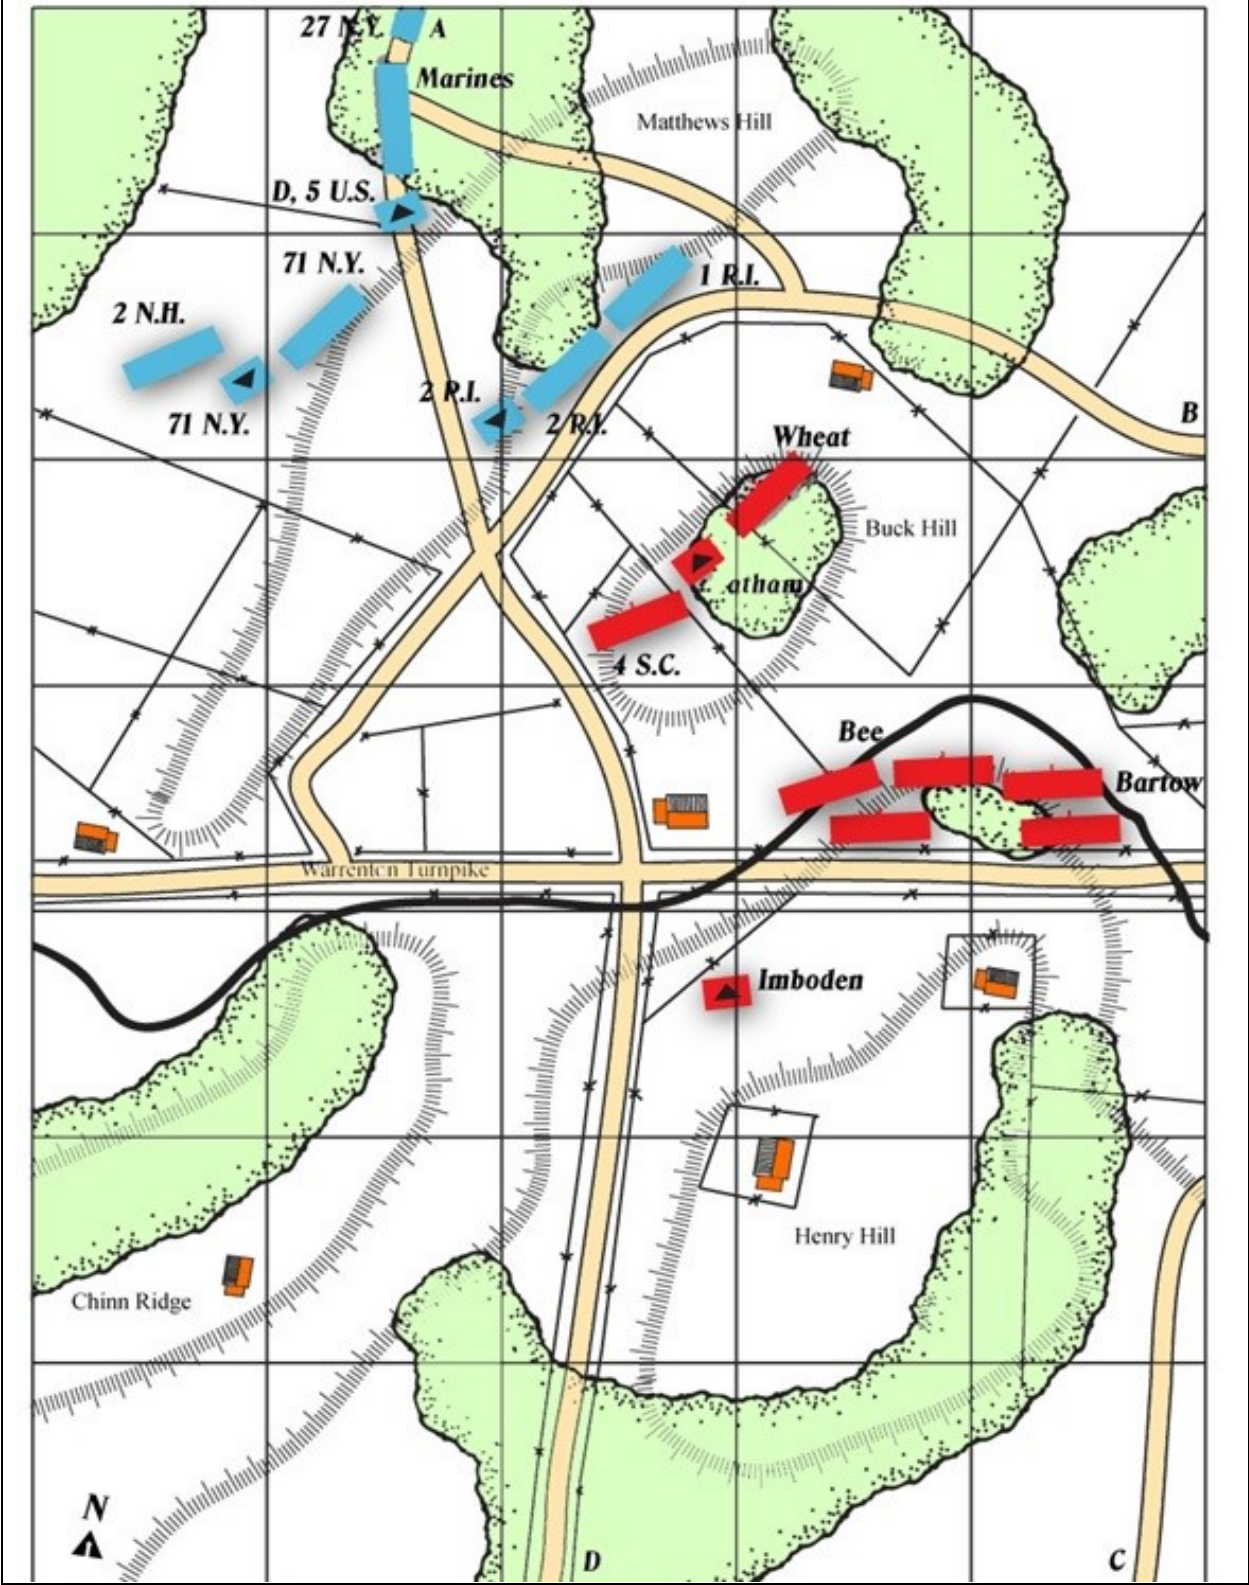 27 N.Y.
A
Marines
Matthews Hill
D, 5 U.S.
71 N.Y.
1 R.I.
2 N.H.
2 R.I.
71 N.Y.
2 R.I.
B
Wheat
Buck Hill
atham
4 S.C.
Bee
Bartow
Warrenton Turnpike
Imboden
Henry Hill
Chinn Ridge
N
D
C